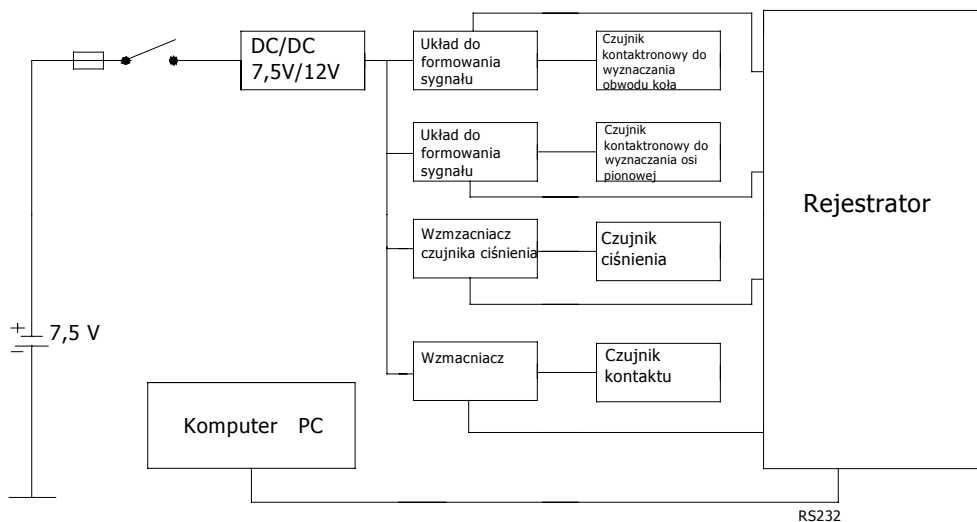 DC/DC
7,5V/12V
Układ do
formowania
sygnału
Czujnik
kontaktronowy do
wyznaczania
obwodu koła
Układ do
formowania
sygnału
Czujnik
kontaktronowy do
wyznaczania osi
pionowej
Rejestrator
Wzmzacniacz
czujnika ciśnienia
Czujnik
ciśnienia
+
7,5 V
–
Wzmacniacz
Czujnik
kontaktu
Komputer PC
RS232